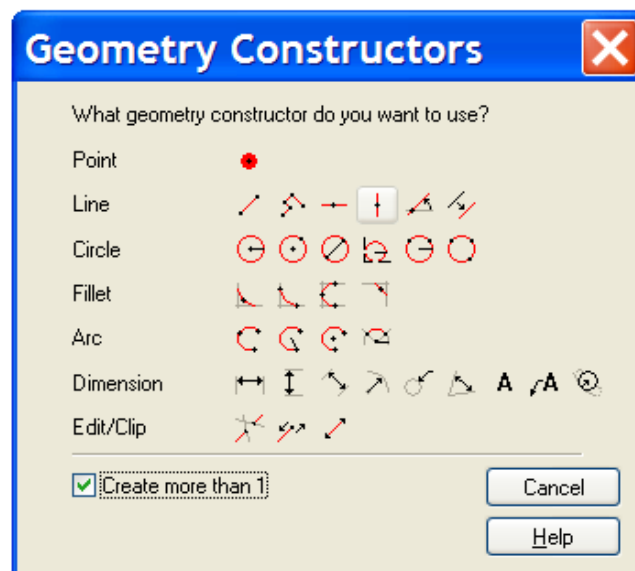 Geometry Constructors
What geometry constructor do you want to use?
Point
Line
Circle
Fillet
Arc
Dimension A A
Edit/Clip
Create more than 1
Cancel
Help